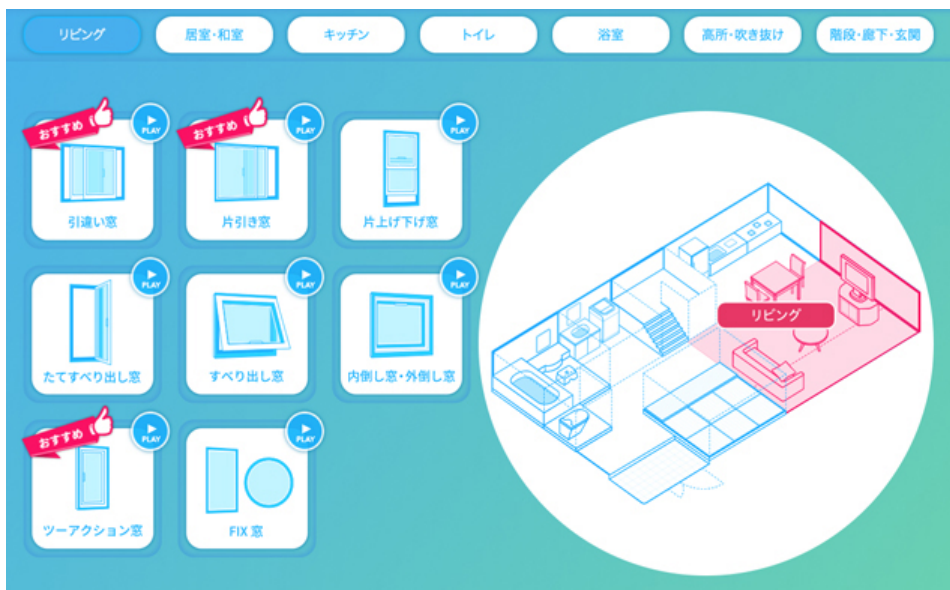 リビング
居室・和室
キッチン
トイレ
浴室
高所・吹き抜け
階段・廊下・玄関
おすすめ
PLAY
引違い窓
おすすめ
PLAY
片引き窓
PLAY
片上げ下げ窓
PLAY
たてすべり出し窓
PLAY
すべり出し窓
PLAY
内倒し窓・外倒し窓
おすすめ
PLAY
ツーアクション窓
PLAY
FIX 窓
リビング